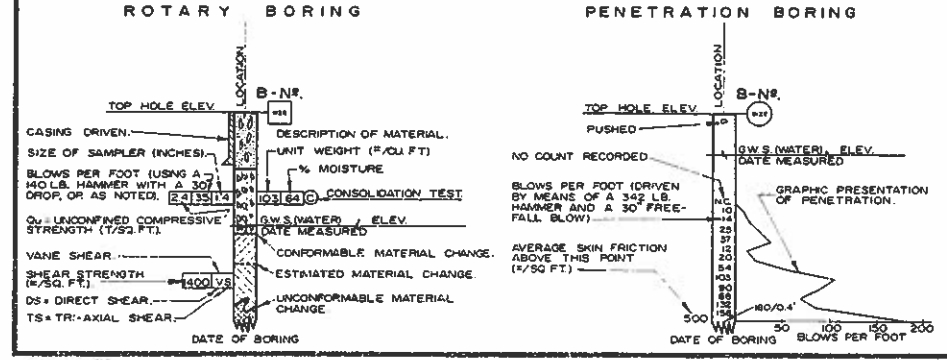 ROTARY BORING
LOCATION
B-Nº.
SIZE
TOP HOLE ELEV.
CASING DRIVEN.
DESCRIPTION OF MATERIAL.
SIZE OF SAMPLER (INCHES).
UNIT WEIGHT (#/CU. FT)
% MOISTURE
BLOWS PER FOOT (USING A
140 LB. HAMMER WITH A 30"
DROP, OR AS NOTED).
2.4 35 1.4
103 64 C
CONSOLIDATION TEST
Qu = UNCONFINED COMPRESSIVE
STRENGTH (T/SQ. FT).
G.W.S.(WATER) , ELEV.
DATE MEASURED
CONFORMABLE MATERIAL CHANGE.
VANE SHEAR.
ESTIMATED MATERIAL CHANGE.
SHEAR STRENGTH
(#/SQ. FT.)
400 VS
UNCONFORMABLE MATERIAL
CHANGE
DS = DIRECT SHEAR.
TS = TRI-AXIAL SHEAR.
DATE OF BORING
PENETRATION BORING
LOCATION
B-Nº.
SIZE
TOP HOLE ELEV.
PUSHED
G.W.S.(WATER), ELEV.
DATE MEASURED
NO COUNT RECORDED
BLOWS PER FOOT (DRIVEN
BY MEANS OF A 342 LB.
HAMMER AND A 30" FREE-
FALL BLOW)
GRAPHIC PRESENTATION
OF PENETRATION.
P
N.C.
10
14
25
37
12
20
54
103
90
68
132
156
180/0.4'
AVERAGE SKIN FRICTION
ABOVE THIS POINT
(#/SQ FT.)
500
50 100 150 200
DATE OF BORING
BLOWS PER FOOT